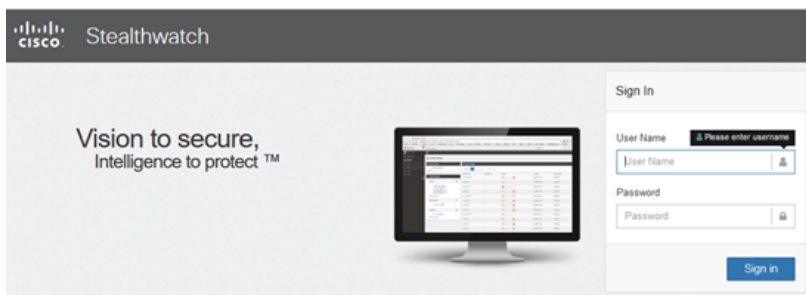 CISCO Stealthwatch
Vision to secure,
Intelligence to protect ™
Sign In
User Name
Please enter username
User Name
Password
Password
Sign in